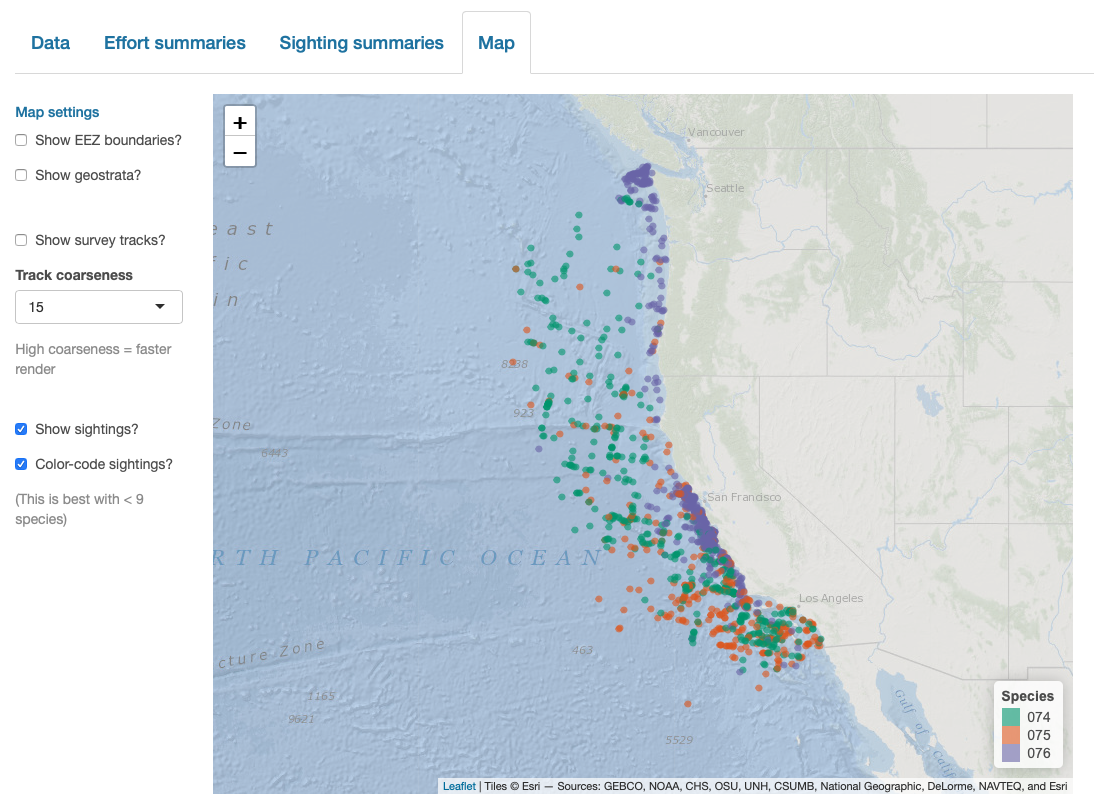 Data Effort summaries Sighting summaries Map
Map settings
Show EEZ boundaries?
Show geostrata?
Show survey tracks?
Track coarseness
15
High coarseness = faster
render
Show sightings?
Color-code sightings?
(This is best with < 9
species)
+
−
Vancouver
Seattle
east
fic
in
8238
923
Zone
6443
San Francisco
RTH PACIFIC OCEAN
Los Angeles
463
cture Zone
1165
9621
5529
Gulf of Calif
Species
074
075
076
Leaflet | Tiles © Esri — Sources: GEBCO, NOAA, CHS, OSU, UNH, CSUMB, National Geographic, DeLorme, NAVTEQ, and Esri